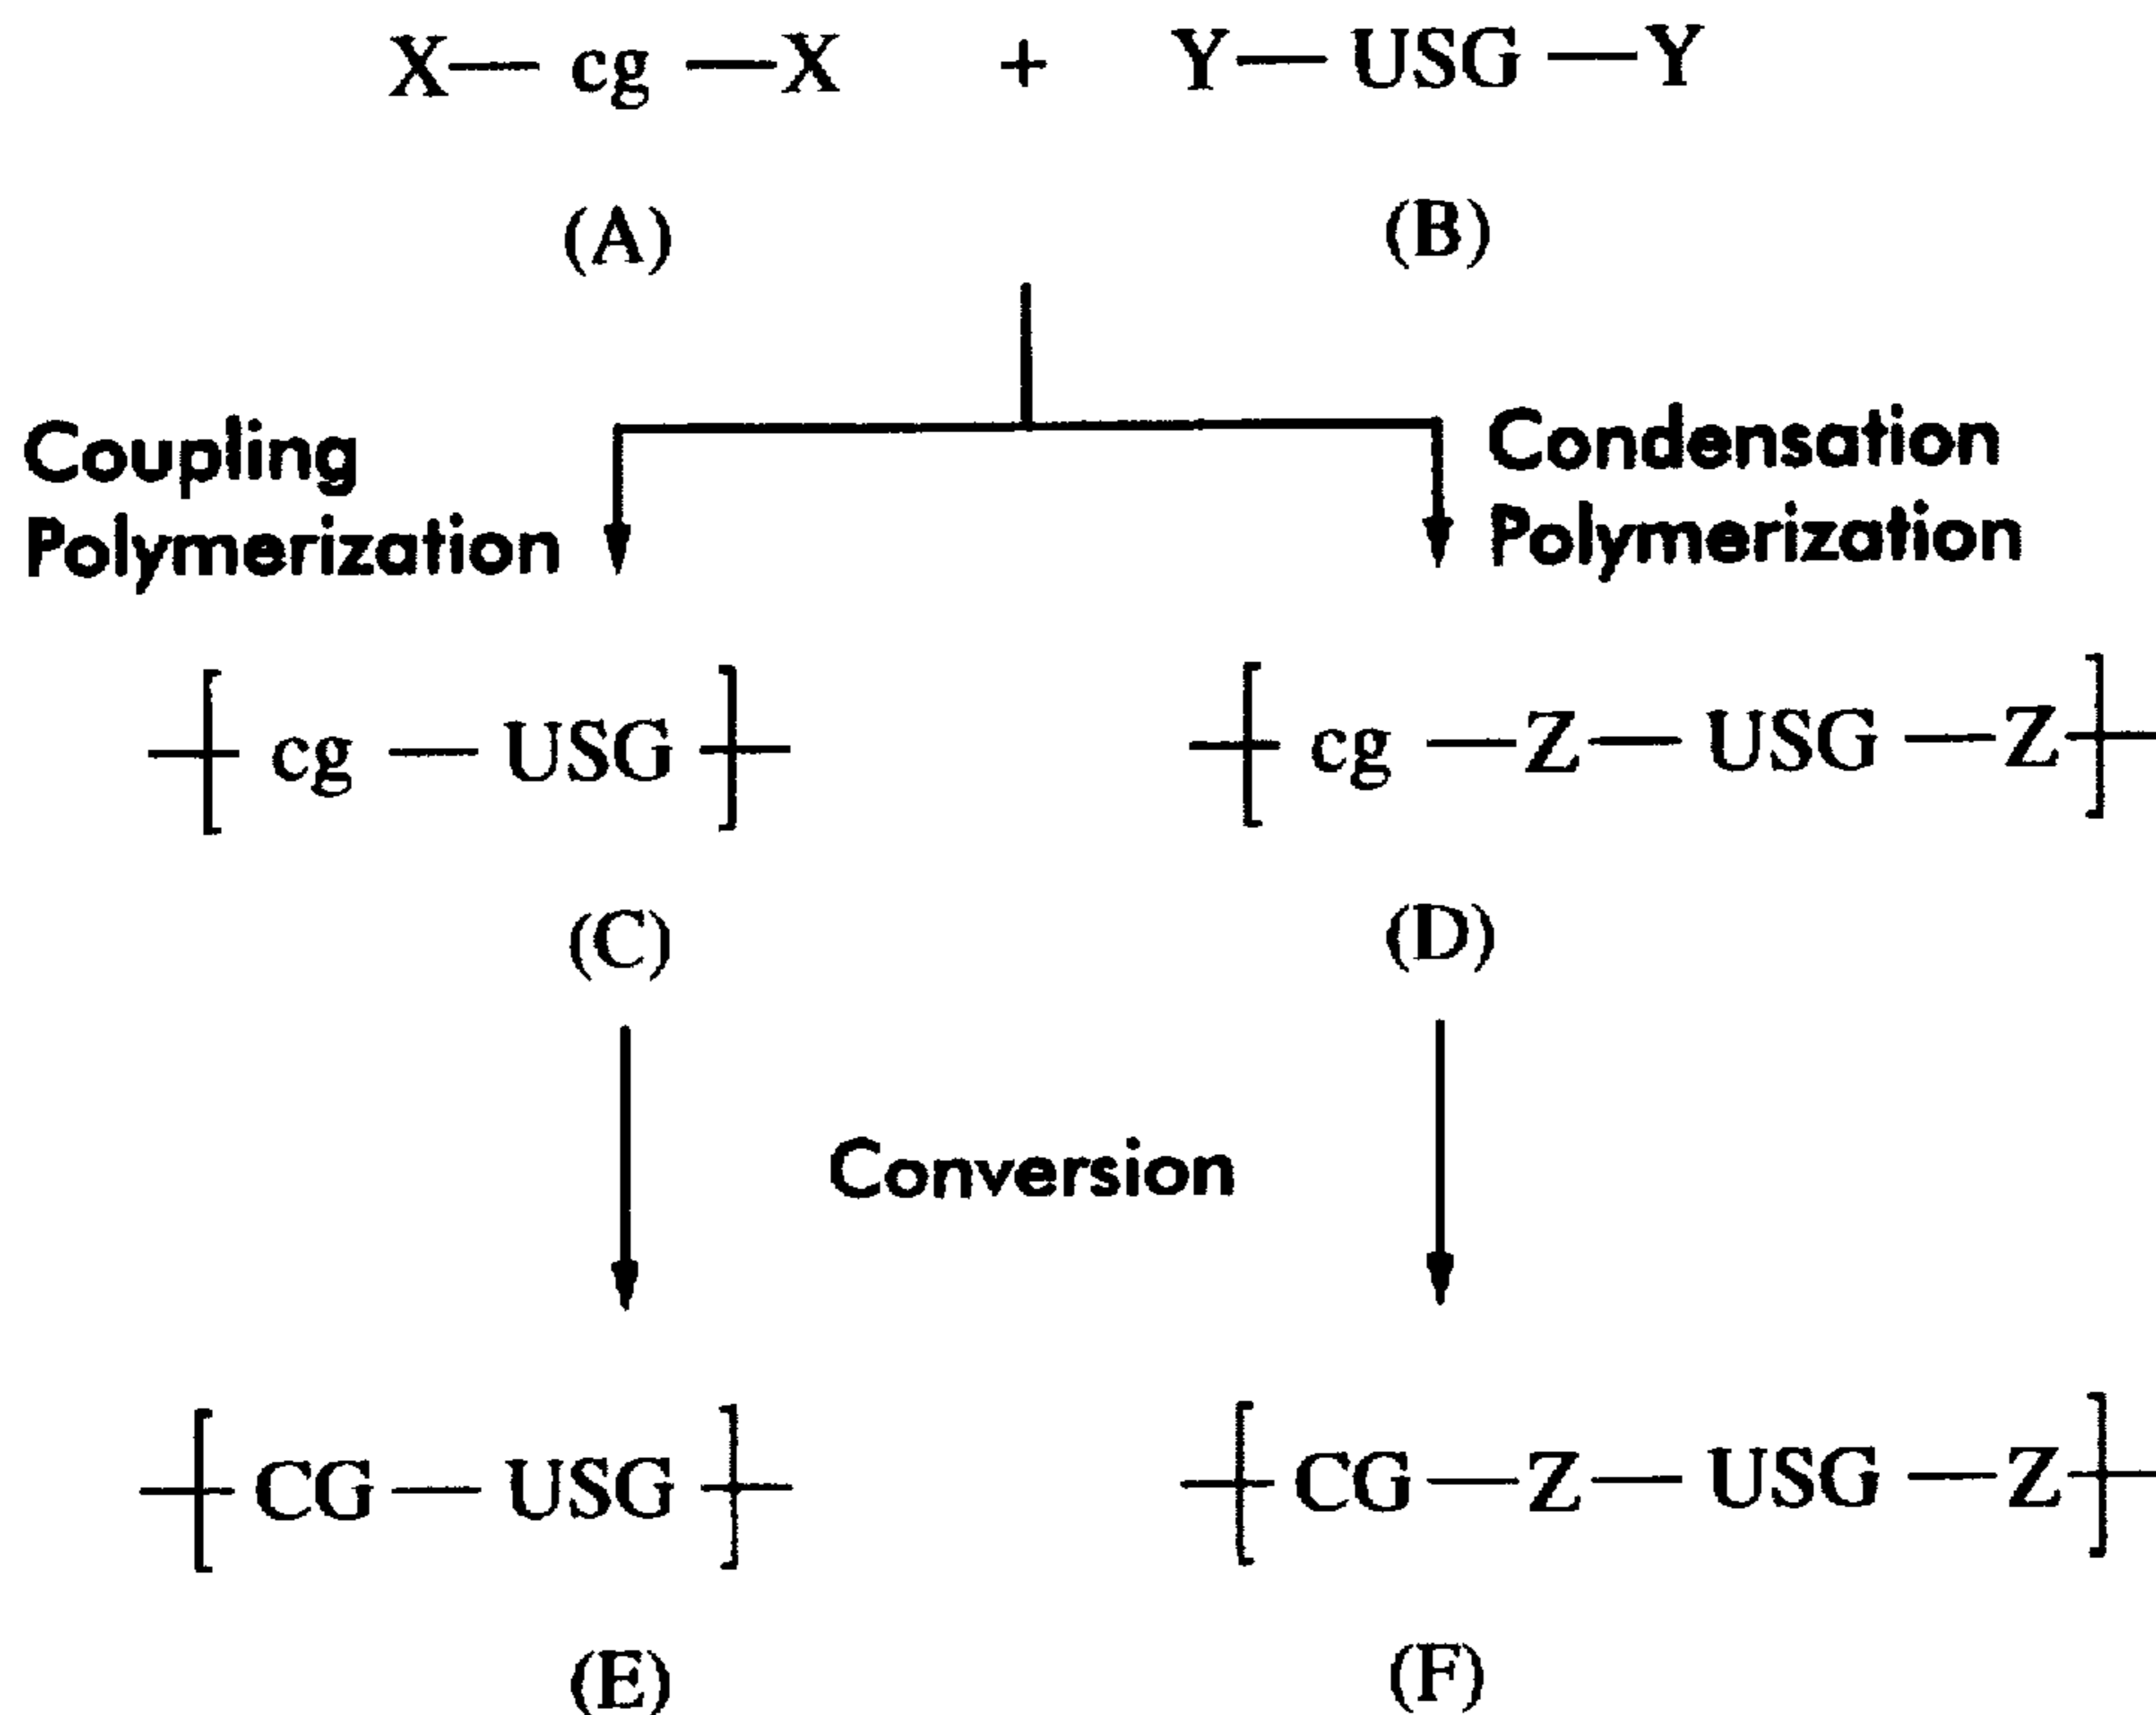 X— cg —X + Y— USG —Y
(A) (B)
Coupling Condensation
Polymerization Polymerization
[ cg — USG ] [ cg —Z— USG —Z ]
(C) (D)
Conversion
[ CG — USG ] [ CG —Z— USG —Z ]
(E) (F)